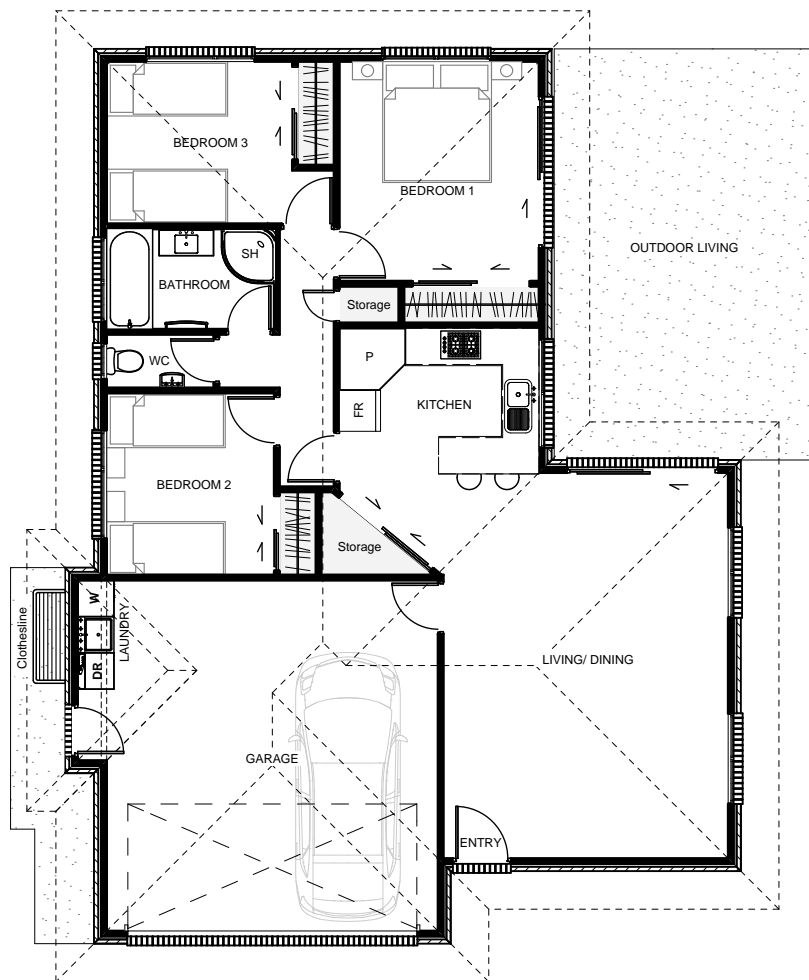 BEDROOM 3
BEDROOM 1
OUTDOOR LIVING
SH
BATHROOM
Storage
WC
P
FR
KITCHEN
BEDROOM 2
Storage
W
LAUNDRY
DR
Clothesline
LIVING/ DINING
GARAGE
ENTRY